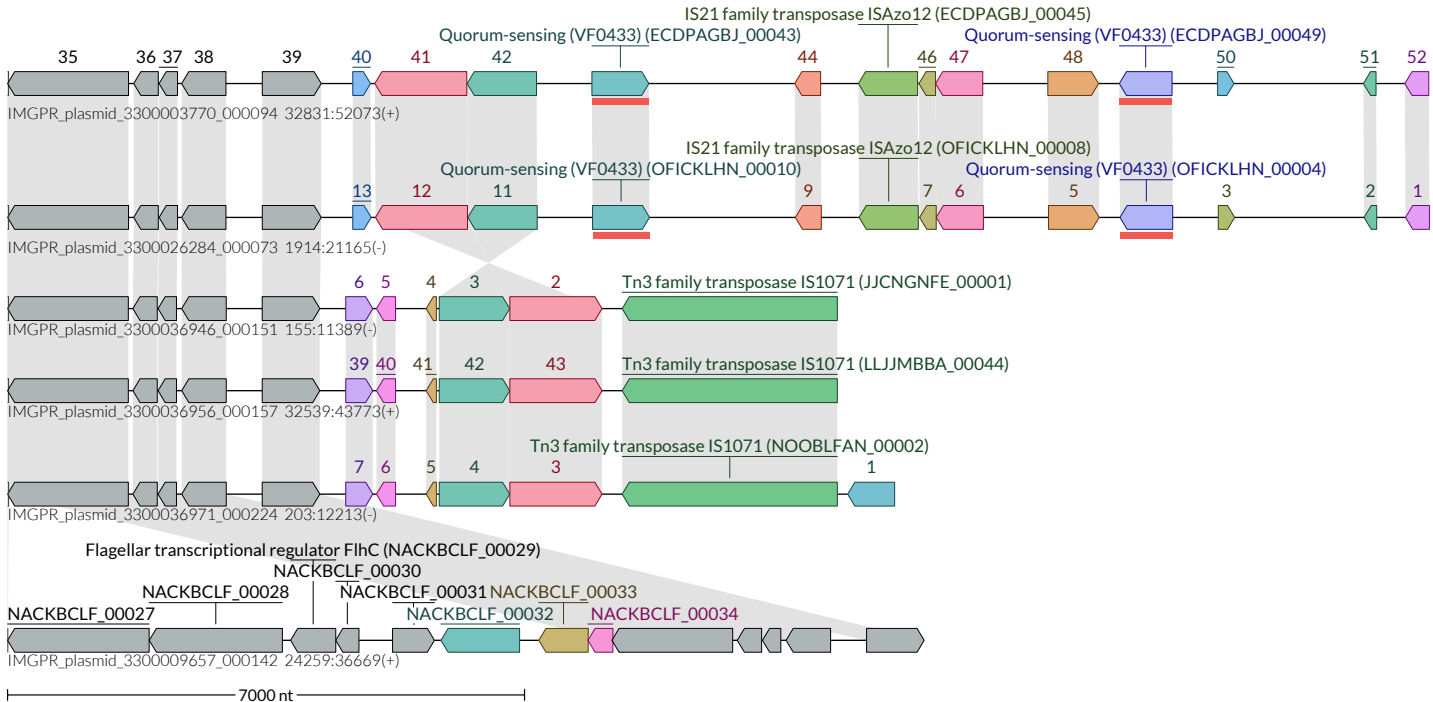 IS21 family transposase ISAzo12 (ECDPAGBJ_00045)
Quorum-sensing (VF0433) (ECDPAGBJ_00043) Quorum-sensing (VF0433) (ECDPAGBJ_00049)
35 36 37 38 39 40 41 42 44 46 47 48 50 51 52
IMGPR_plasmid_3300003770_000094 32831:52073(+)
IS21 family transposase ISAzo12 (OFICKLHN_00008)
Quorum-sensing (VF0433) (OFICKLHN_00010) Quorum-sensing (VF0433) (OFICKLHN_00004)
13 12 11 9 7 6 5 3 2 1
IMGPR_plasmid_3300026284_000073 1914:21165(-)
6 5 4 3 2 Tn3 family transposase IS1071 (JJCNGNFE_00001)
IMGPR_plasmid_3300036946_000151 155:11389(-)
39 40 41 42 43 Tn3 family transposase IS1071 (LLJJMBBA_00044)
IMGPR_plasmid_3300036956_000157 32539:43773(+)
Tn3 family transposase IS1071 (NOOBLFAN_00002)
7 6 5 4 3 1
IMGPR_plasmid_3300036971_000224 203:12213(-)
Flagellar transcriptional regulator FlhC (NACKBCLF_00029)
NACKBCLF_00030
NACKBCLF_00028 NACKBCLF_00031 NACKBCLF_00033
NACKBCLF_00027 NACKBCLF_00032 NACKBCLF_00034
IMGPR_plasmid_3300009657_000142 24259:36669(+)
7000 nt